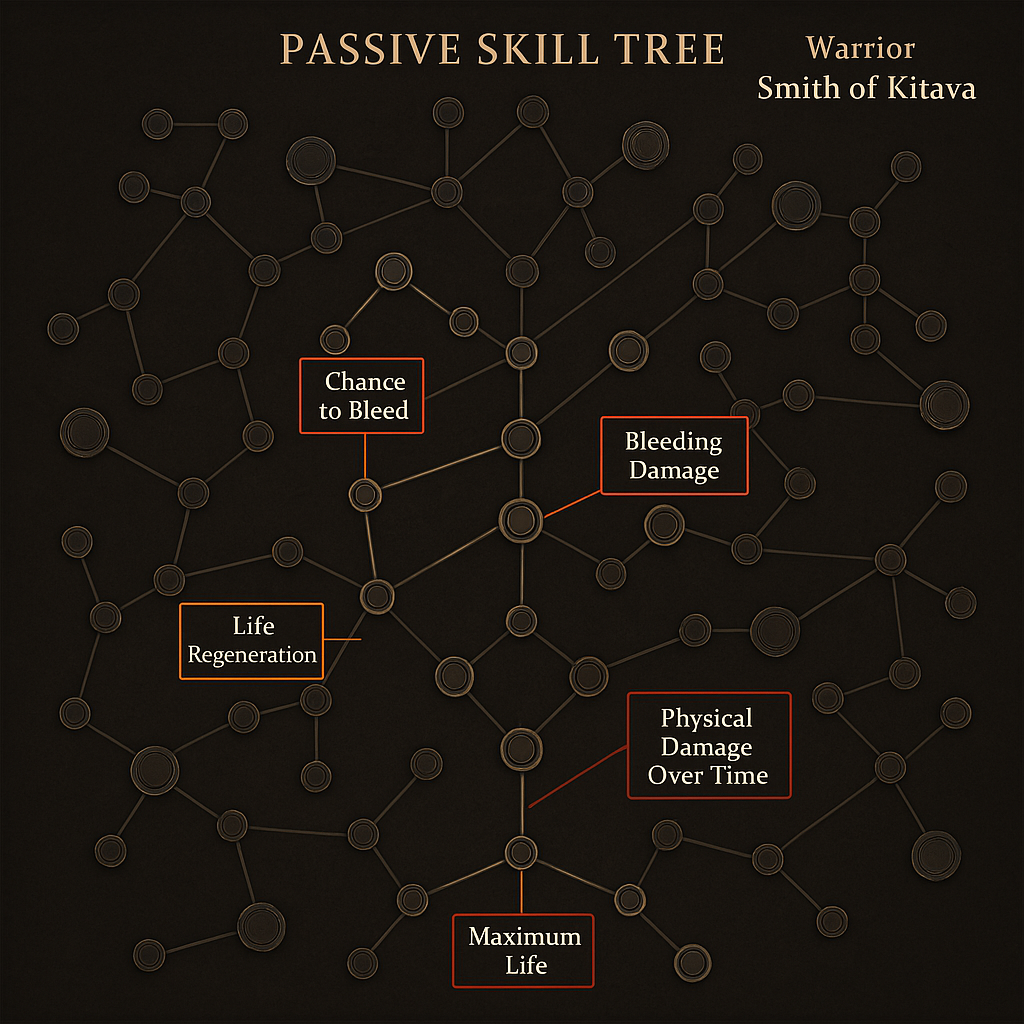 PASSIVE SKILL TREE
Warrior
Smith of Kitava
Chance
to Bleed
Bleeding
Damage
Life
Regeneration
Physical
Damage
Over Time
Maximum
Life